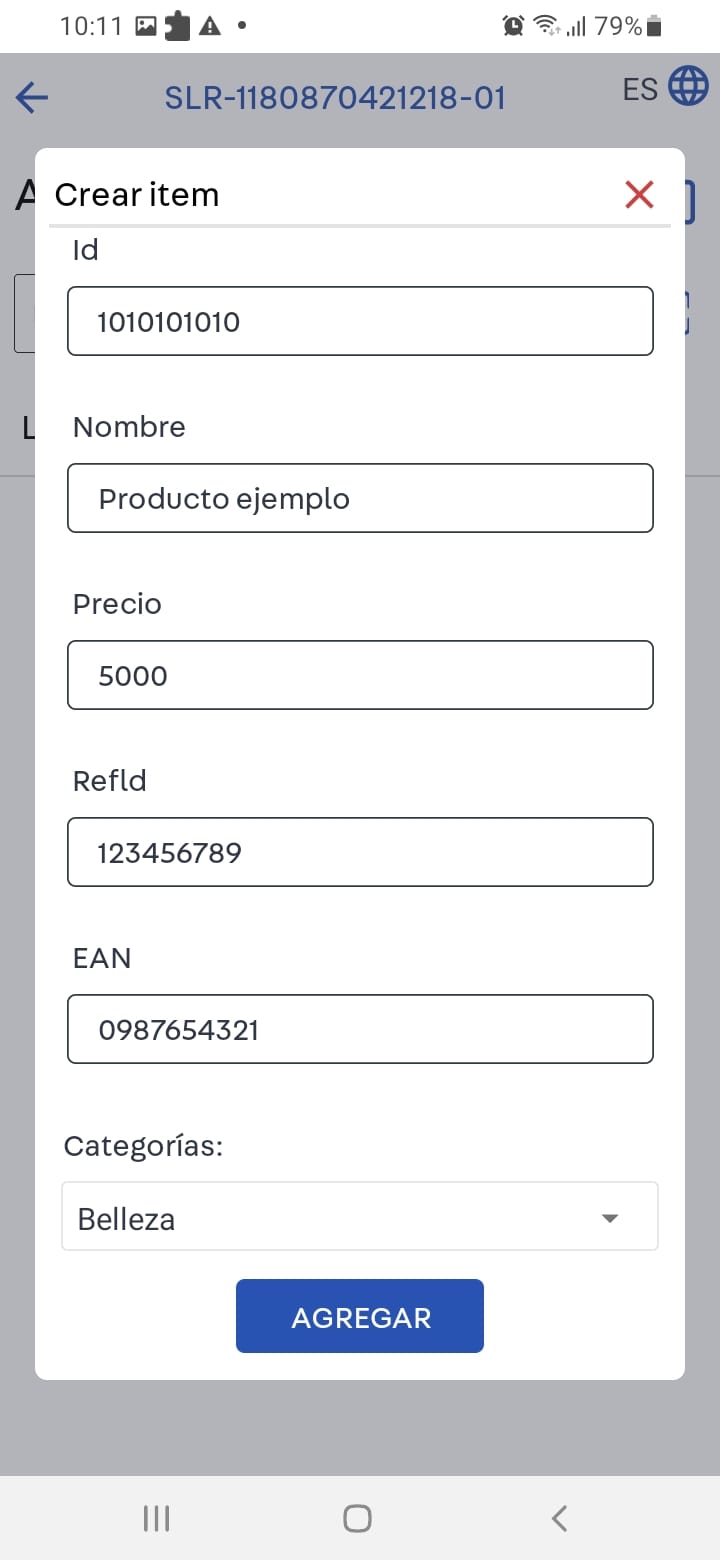 10:11 79%
SLR-1180870421218-01 ES
A Crear item
Id
1010101010
L Nombre
Producto ejemplo
Precio
5000
RefId
123456789
EAN
0987654321
Categorías:
Belleza
AGREGAR